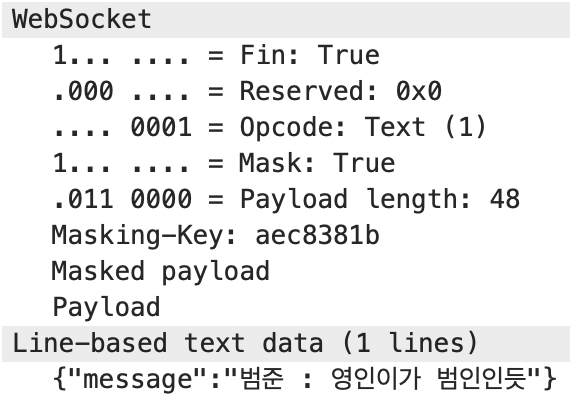 WebSocket
1... .... = Fin: True
.000 .... = Reserved: 0x0
.... 0001 = Opcode: Text (1)
1... .... = Mask: True
.011 0000 = Payload length: 48
Masking-Key: aec8381b
Masked payload
Payload
Line-based text data (1 lines)
{"message":"범준 : 영인이가 범인인듯"}